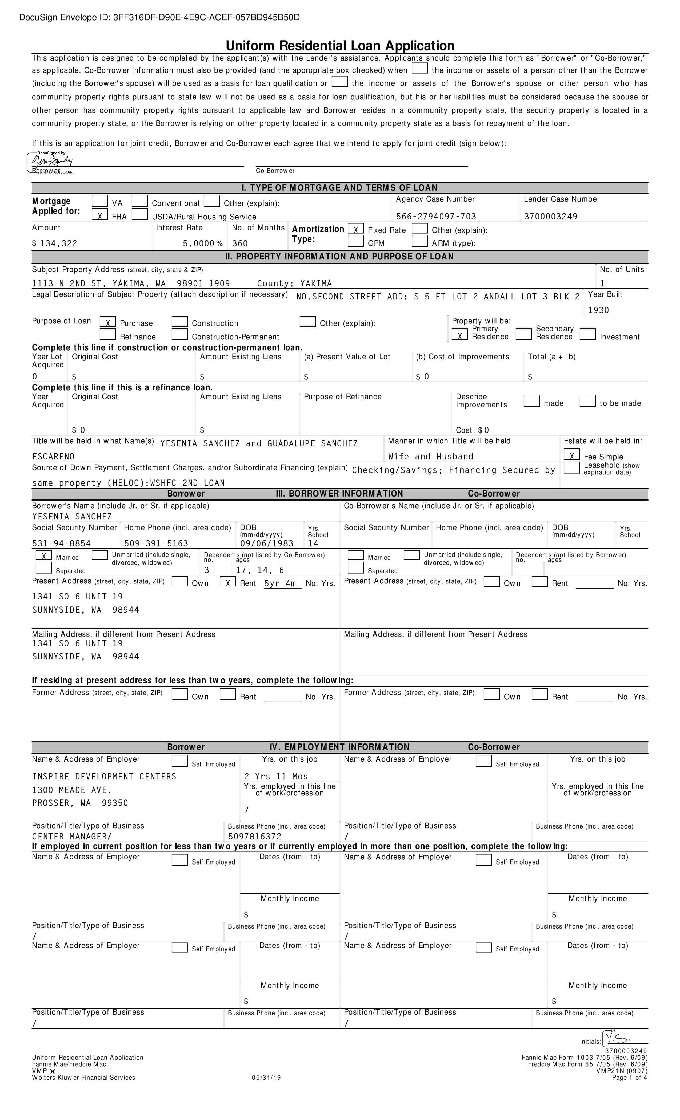 DocuSign Envelope ID: 3FF316DF-D90E-4E9C-ACEF-057BD945B50D
Uniform Residential Loan Application
This application is designed to be completed by the applicant(s) with the Lender's assistance. Applicants should complete this form as "Borrower" or "Co-Borrower,"
as applicable. Co-Borrower information must also be provided (and the appropriate box checked) when the income or assets of a person other than the Borrower
(including the Borrower's spouse) will be used as a basis for loan qualification or the income or assets of the Borrower's spouse or other person who has
community property rights pursuant to state law will not be used as a basis for loan qualification, but his or her liabilities must be considered because the spouse or
other person has community property rights pursuant to applicable law and Borrower resides in a community property state, the security property is located in a
community property state, or the Borrower is relying on other property located in a community property state as a basis for repayment of the loan.
If this is an application for joint credit, Borrower and Co-Borrower each agree that we intend to apply for joint credit (sign below):
Co-Borrower
I. TYPE OF MORTGAGE AND TERMS OF LOAN
Mortgage Applied for: VA Conventional Other (explain): Agency Case Number Lender Case Number
X FHA USDA/Rural Housing Service 566-2794097-703 3700003249
Amount Interest Rate No. of Months Amortization Type: X Fixed Rate Other (explain):
$ 134,322 5.0000 % 360 GPM ARM (type):
II. PROPERTY INFORMATION AND PURPOSE OF LOAN
Subject Property Address (street, city, state & ZIP) No. of Units
1113 N 2ND ST, YAKIMA, WA 98901-1909 County: YAKIMA 1
Legal Description of Subject Property (attach description if necessary) NO.SECOND STREET ADD: S 5 FT LOT 2 ANDALL LOT 3 BLK 2 Year Built
1930
Purpose of Loan X Purchase Construction Other (explain): Property will be:
Refinance Construction-Permanent X Primary Residence Secondary Residence Investment
Complete this line if construction or construction-permanent loan.
Year Lot Acquired Original Cost Amount Existing Liens (a) Present Value of Lot (b) Cost of Improvements Total (a + b)
0 $ $ $ $ 0 $
Complete this line if this is a refinance loan.
Year Acquired Original Cost Amount Existing Liens Purpose of Refinance Describe Improvements made to be made
$ 0 $ Cost: $ 0
Title will be held in what Name(s) YESENIA SANCHEZ and GUADALUPE SANCHEZ Manner in which Title will be held Estate will be held in:
ESCARENO Wife and Husband X Fee Simple
Source of Down Payment, Settlement Charges, and/or Subordinate Financing (explain) Checking/Savings; Financing Secured by Leasehold (show expiration date)
same property (HELOC):WSHFC 2ND LOAN
Borrower III. BORROWER INFORMATION Co-Borrower
Borrower's Name (include Jr. or Sr. if applicable) Co-Borrower's Name (include Jr. or Sr. if applicable)
YESENIA SANCHEZ
Social Security Number Home Phone (incl. area code) DOB (mm/dd/yyyy) Yrs. School Social Security Number Home Phone (incl. area code) DOB (mm/dd/yyyy) Yrs. School
531-94-0854 509-391-5163 09/06/1983 14
X Married Unmarried (include single, divorced, widowed) Dependents (not listed by Co-Borrower) Married Unmarried (include single, divorced, widowed) Dependents (not listed by Borrower)
Separated no. ages 3 17, 14, 6 Separated no. ages
Present Address (street, city, state, ZIP) Own X Rent 5yr 4m No. Yrs. Present Address (street, city, state, ZIP) Own Rent No. Yrs.
1341 SO 6 UNIT 19
SUNNYSIDE, WA 98944
Mailing Address, if different from Present Address Mailing Address, if different from Present Address
1341 SO 6 UNIT 19
SUNNYSIDE, WA 98944
If residing at present address for less than two years, complete the following:
Former Address (street, city, state, ZIP) Own Rent No. Yrs. Former Address (street, city, state, ZIP) Own Rent No. Yrs.
Borrower IV. EMPLOYMENT INFORMATION Co-Borrower
Name & Address of Employer Self Employed Yrs. on this job Name & Address of Employer Self Employed Yrs. on this job
INSPIRE DEVELOPMENT CENTERS 2 Yrs 11 Mos
1300 MEADE AVE. Yrs. employed in this line of work/profession Yrs. employed in this line of work/profession
PROSSER, WA 99350 /
Position/Title/Type of Business Business Phone (incl. area code) Position/Title/Type of Business Business Phone (incl. area code)
CENTER MANAGER/ 5097816372 /
If employed in current position for less than two years or if currently employed in more than one position, complete the following:
Name & Address of Employer Self Employed Dates (from - to) Name & Address of Employer Self Employed Dates (from - to)
Monthly Income Monthly Income
$ $
Position/Title/Type of Business Business Phone (incl. area code) Position/Title/Type of Business Business Phone (incl. area code)
/ /
Name & Address of Employer Self Employed Dates (from - to) Name & Address of Employer Self Employed Dates (from - to)
Monthly Income Monthly Income
$ $
Position/Title/Type of Business Business Phone (incl. area code) Position/Title/Type of Business Business Phone (incl. area code)
/ /
Initials:
3700003249
Uniform Residential Loan Application Fannie Mae Form 1003 7/05 (Rev. 6/09)
Fannie Mae/Freddie Mac Freddie Mac Form 65 7/05 (Rev. 6/09)
VMP VMP21N (0907)
Wolters Kluwer Financial Services 05/31/19 Page 1 of 4